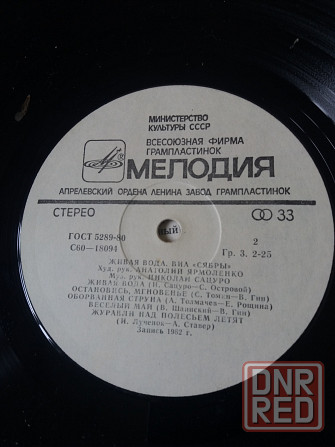 МИНИСТЕРСТВО
КУЛЬТУРЫ СССР
ВСЕСОЮЗНАЯ ФИРМА
ГРАМПЛАСТИНОК
МЕЛОДИЯ
АПРЕЛЕВСКИЙ ОРДЕНА ЛЕНИНА ЗАВОД ГРАМПЛАСТИНОК
СТЕРЕО
33
ГОСТ 5289-80
2
С60—18094
Гр. 3. 2-25
ЖИВАЯ ВОДА. ВИА «СЯБРЫ»
Худ. рук. АНАТОЛИЙ ЯРМОЛЕНКО
Муз. рук. НИКОЛАЙ САЦУРО
ЖИВАЯ ВОДА (Н. Сацуро—С. Островой)
ОСТАНОВИСЬ, МГНОВЕНЬЕ (С. Томин—В. Гин)
ОБОРВАННАЯ СТРУНА (А. Толмачев—Е. Рощина)
ВЕСЕЛЫЙ МАЙ (В. Шаинский—В. Гин)
ЖУРАВЛИ НАД ПОЛЕСЬЕМ ЛЕТЯТ
(И. Лученок—А. Ставер)
Запись 1982 г.
DNR
RED